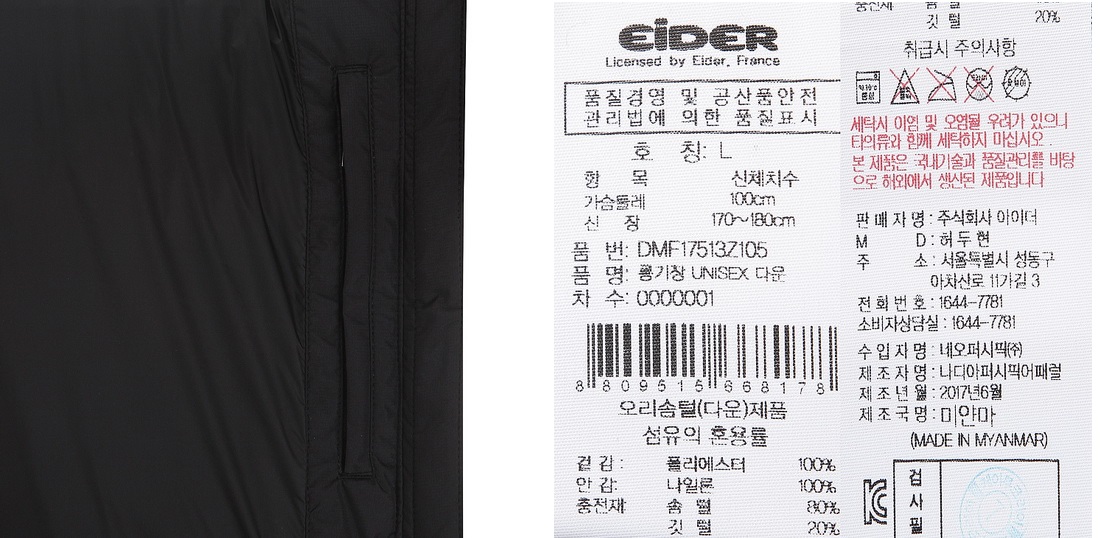 EiDER
Licensed by Eider, France
품질경영 및 공산품안전
관리법에 의한 품질표시
호 칭: L
항 목 신체치수
가슴둘레 100cm
신 장 170~180cm
품 번: DMF17513Z105
품 명: 롱기장 UNISEX 다운
차 수: 0000001
8809515668178
오리솜털(다운)제품
섬유의 혼용률
겉 감: 폴리에스터 100%
안 감: 나일론 100%
충전재 솜 털 80%
깃 털 20%
충전재 솜 털
깃 털 20%
취급시 주의사항
세탁시 이염 및 오염될 우려가 있으니
타의류와 함께 세탁하지 마십시오.
본 제품은 국내기술과 품질관리를 바탕
으로 해외에서 생산된 제품입니다
판 매 자 명: 주식회사 아이더
M D: 허 두 현
주 소: 서울특별시 성동구
아차산로 11가길 3
전 화 번 호: 1644-7781
소비자상담실: 1644-7781
수 입 자 명: 네오퍼시픽㈜
제 조 자 명: 나디아퍼시픽어패럴
제 조 년 월: 2017년6월
제 조 국 명: 미얀마
(MADE IN MYANMAR)
검
사
필